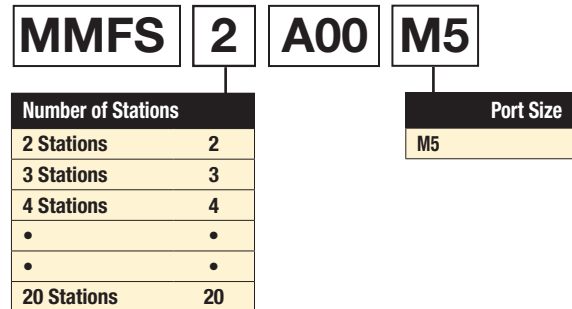 MMFS 2 A00 M5
Number of Stations
2 Stations 2
3 Stations 3
4 Stations 4
• •
• •
20 Stations 20
Port Size
M5